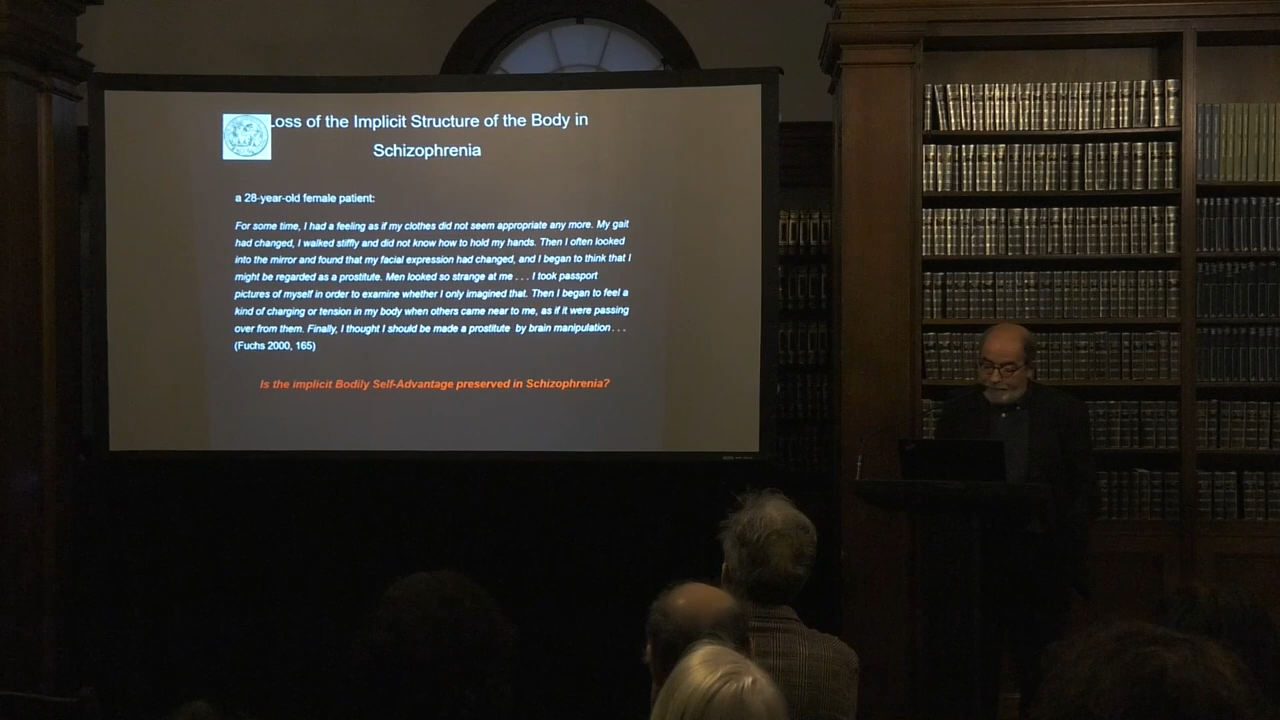 Loss of the Implicit Structure of the Body in
Schizophrenia
a 28-year-old female patient:
For some time, I had a feeling as if my clothes did not seem appropriate any more. My gait
had changed, I walked stiffly and did not know how to hold my hands. Then I often looked
into the mirror and found that my facial expression had changed, and I began to think that I
might be regarded as a prostitute. Men looked so strange at me . . . I took passport
pictures of myself in order to examine whether I only imagined that. Then I began to feel a
kind of charging or tension in my body when others came near to me, as if it were passing
over from them. Finally, I thought I should be made a prostitute by brain manipulation . . .
(Fuchs 2000, 165)
Is the implicit Bodily Self-Advantage preserved in Schizophrenia?